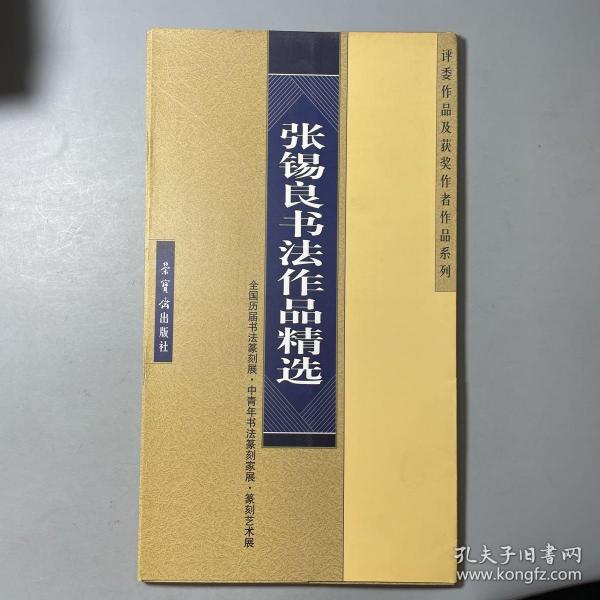 评委作品及获奖作者作品系列
张锡良书法作品精选
全国历届书法篆刻展·中青年书法篆刻家展·篆刻艺术展
荣宝斋出版社
孔夫子旧书网
www.kongfz.com